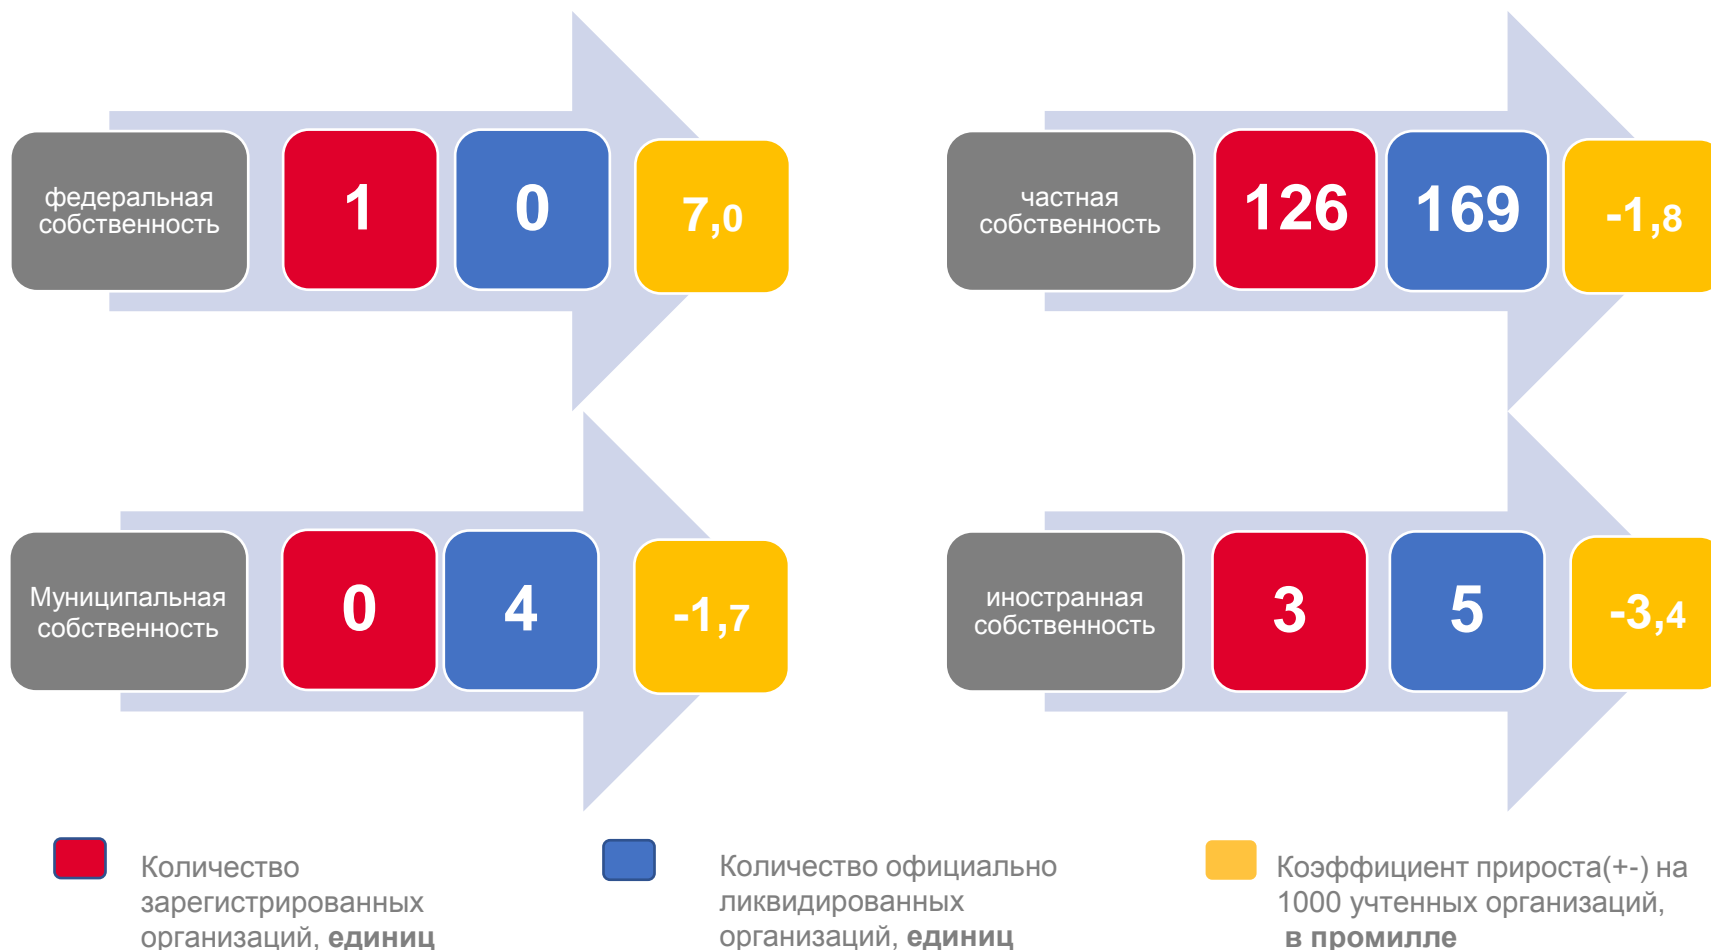 федеральная
собственность
1
0
7,0
частная
собственность
126
169
-1,8
Муниципальная
собственность
0
4
-1,7
иностранная
собственность
3
5
-3,4
Количество
зарегистрированных
организаций, единиц
Количество официально
ликвидированных
организаций, единиц
Коэффициент прироста(+-) на
1000 учтенных организаций,
в промилле